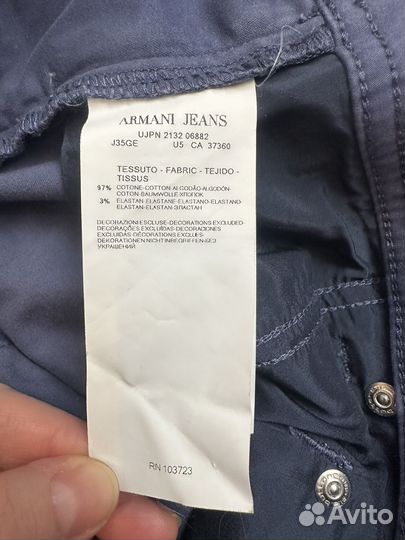 ARMANI JEANS
UJPN 2132 06882
J35GE U5 CA 37360
TESSUTO - FABRIC - TEJIDO -
TISSUS
97% COTONE-COTTON-ALGODÃO-ALGODÓN-
COTON-BAUMWOLLE ХЛОПОК
3% ELASTAN-ELASTANE-ELASTANO-ELASTANO
ELASTHANNE-ELASTAN-ЭЛАСТАН
DECORAZIONI ESCLUSE-DECORATIONS EXCLUDED
DECORAÇÕES EXCLUÍDAS-DECORACIONES
EXCLUIDAS-DÉCORATIONS EXCLUES-
DEKORATIONEN NICHT INBEGRIFFEN-БЕЗ
УКРАШЕНИЙ
RN 103723
Avito